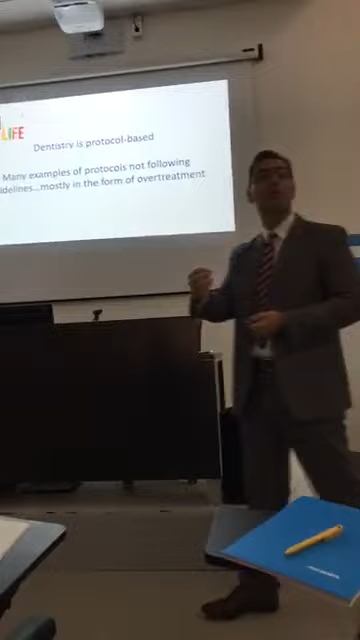 LIFE
Dentistry is protocol-based
Many examples of protocols not following
idelines...mostly in the form of overtreatment